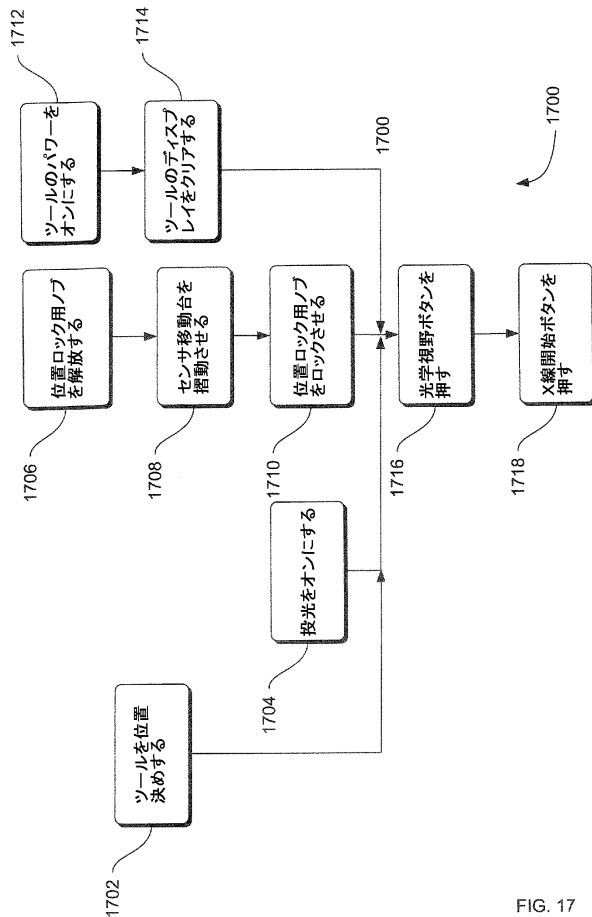 1702
ツールを位置
決めする
1704
投光をオンにする
1706
位置ロック用ノブ
を解放する
1708
センサ移動台を
摺動させる
1710
位置ロック用ノブ
をロックさせる
1712
ツールのパワーを
オンにする
1714
ツールのディスプ
レイをクリアする
1700
1716
光学視野ボタンを
押す
1718
X線開始ボタンを
押す
1700
FIG. 17